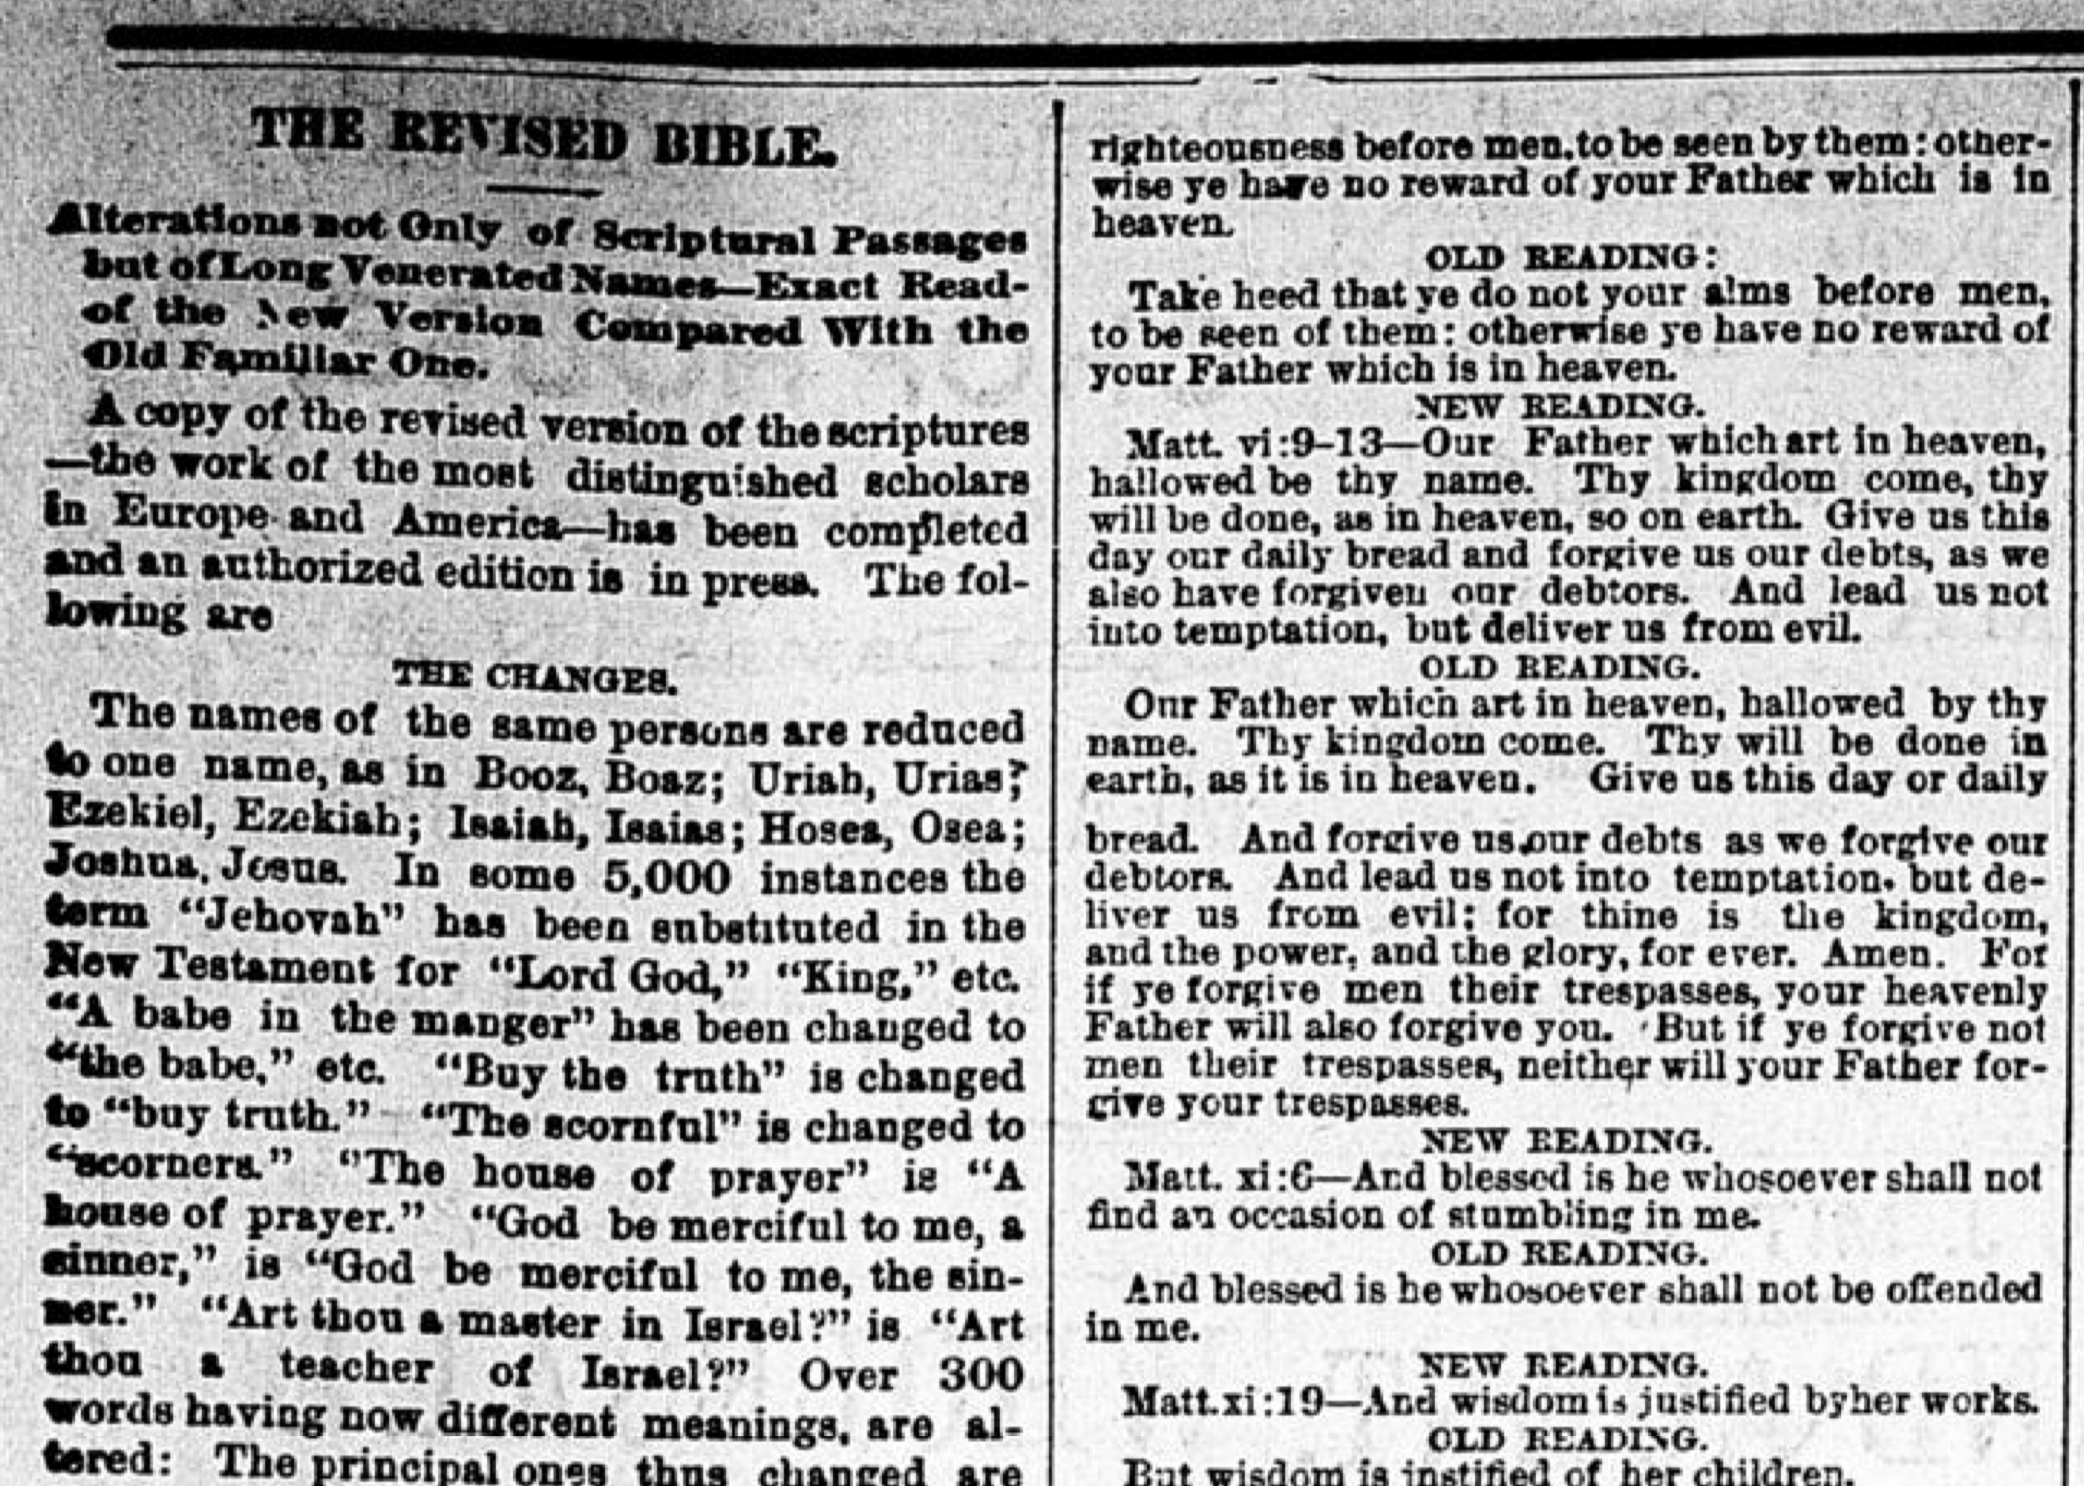 THE REVISED BIBLE.
Alterations not Only of Scriptural Passages
but of Long Venerated Names—Exact Read-
of the New Version Compared With the
Old Familiar One.
A copy of the revised version of the scriptures
—the work of the most distinguished scholars
in Europe and America—has been completed
and an authorized edition is in press. The fol-
lowing are
THE CHANGES.
The names of the same persons are reduced
to one name, as in Booz, Boaz; Uriah, Urias;
Ezekiel, Ezekiah; Isaiah, Isaias; Hosea, Osea;
Joshua, Josus. In some 5,000 instances the
term "Jehovah" has been substituted in the
New Testament for "Lord God," "King," etc.
"A babe in the manger" has been changed to
"the babe," etc. "Buy the truth" is changed
to "buy truth." "The scornful" is changed to
"scorners." "The house of prayer" is "A
house of prayer." "God be merciful to me, a
sinner," is "God be merciful to me, the sin-
ner." "Art thou a master in Israel?" is "Art
thou a teacher of Israel?" Over 300
words having now different meanings, are al-
tered: The principal ones thus changed are
righteousness before men, to be seen by them: other-
wise ye have no reward of your Father which is in
heaven.
OLD READING:
Take heed that ye do not your alms before men,
to be seen of them: otherwise ye have no reward of
your Father which is in heaven.
NEW READING.
Matt. vi:9-13—Our Father which art in heaven,
hallowed be thy name. Thy kingdom come, thy
will be done, as in heaven, so on earth. Give us this
day our daily bread and forgive us our debts, as we
also have forgiven our debtors. And lead us not
into temptation, but deliver us from evil.
OLD READING.
Our Father which art in heaven, hallowed by thy
name. Thy kingdom come. Thy will be done in
earth, as it is in heaven. Give us this day or daily
bread. And forgive us our debts as we forgive our
debtors. And lead us not into temptation, but de-
liver us from evil; for thine is the kingdom,
and the power, and the glory, for ever. Amen. For
if ye forgive men their trespasses, your heavenly
Father will also forgive you. But if ye forgive not
men their trespasses, neither will your Father for-
give your trespasses.
NEW READING.
Matt. xi:6—And blessed is he whosoever shall not
find an occasion of stumbling in me.
OLD READING.
And blessed is he whosoever shall not be offended
in me.
NEW READING.
Matt. xi:19—And wisdom is justified by her works.
OLD READING.
But wisdom is justified of her children.